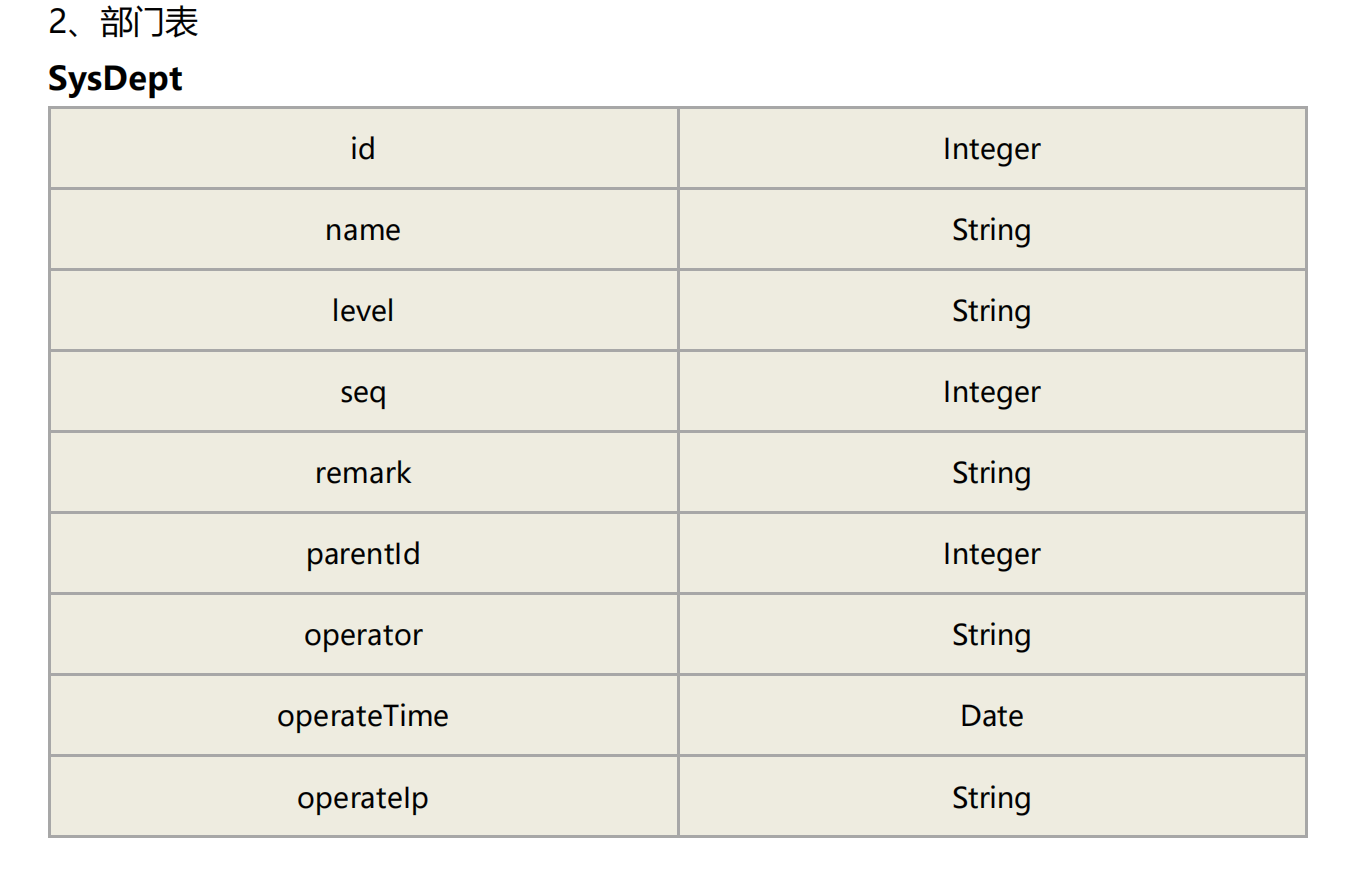 2、部门表
SysDept
id Integer
name String
level String
seq Integer
remark String
parentId Integer
operator String
operateTime Date
operateIp String